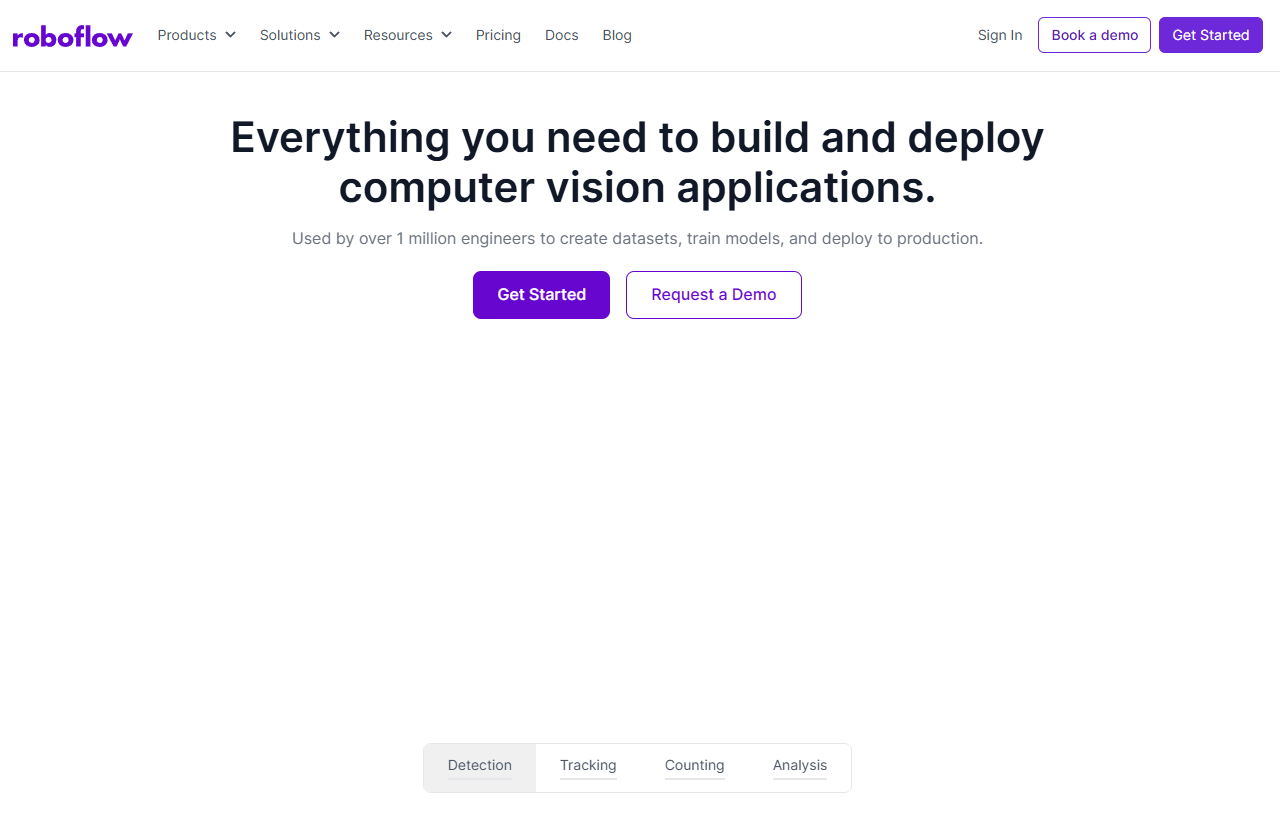 roboflow Products Solutions Resources Pricing Docs Blog Sign In Book a demo Get Started
Everything you need to build and deploy
computer vision applications.
Used by over 1 million engineers to create datasets, train models, and deploy to production.
Get Started Request a Demo
Detection Tracking Counting Analysis